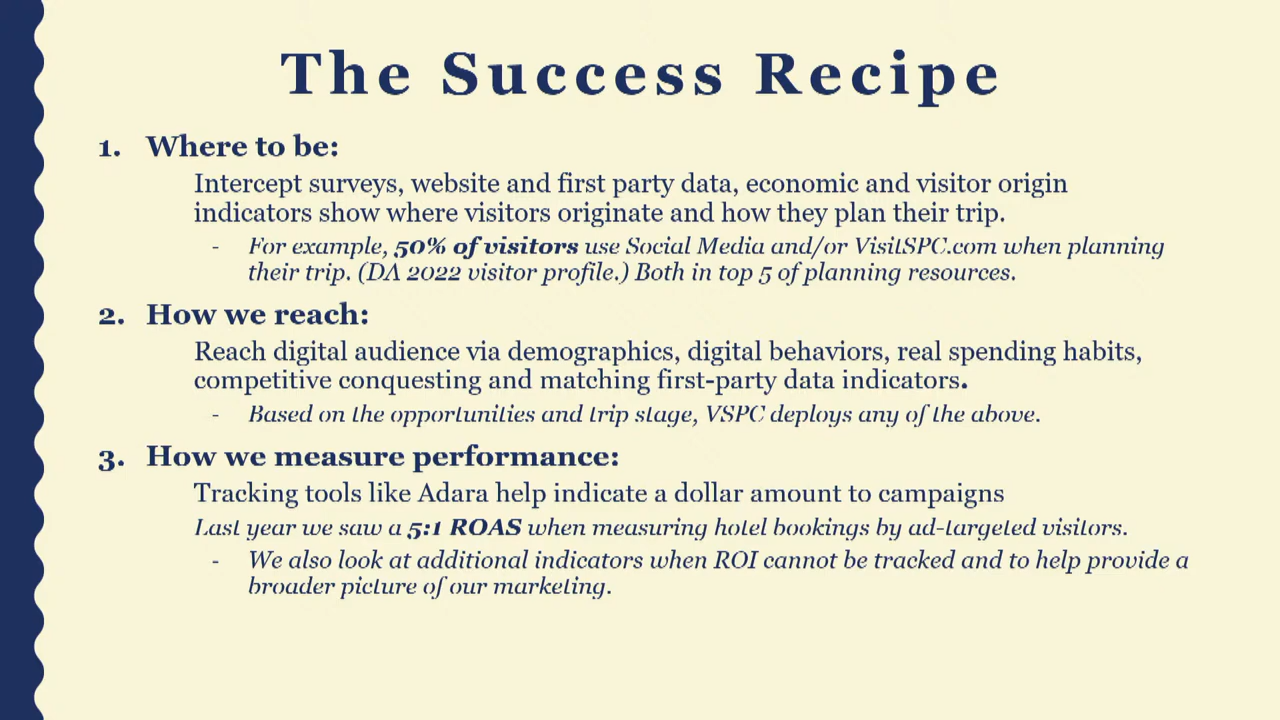 The Success Recipe
1. Where to be:
Intercept surveys, website and first party data, economic and visitor origin
indicators show where visitors originate and how they plan their trip.
- For example, 50% of visitors use Social Media and/or VisitSPC.com when planning
their trip. (DA 2022 visitor profile.) Both in top 5 of planning resources.
2. How we reach:
Reach digital audience via demographics, digital behaviors, real spending habits,
competitive conquesting and matching first-party data indicators.
- Based on the opportunities and trip stage, VSPC deploys any of the above.
3. How we measure performance:
Tracking tools like Adara help indicate a dollar amount to campaigns
Last year we saw a 5:1 ROAS when measuring hotel bookings by ad-targeted visitors.
- We also look at additional indicators when ROI cannot be tracked and to help provide a
broader picture of our marketing.